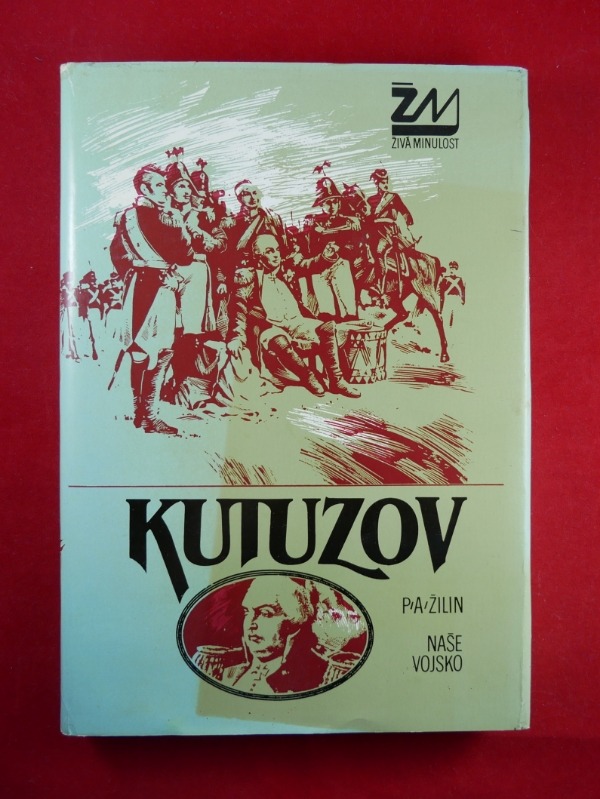 ŽM
ŽIVÁ MINULOST
KUTUZOV
P/A/ŽILIN
NAŠE
VOJSKO